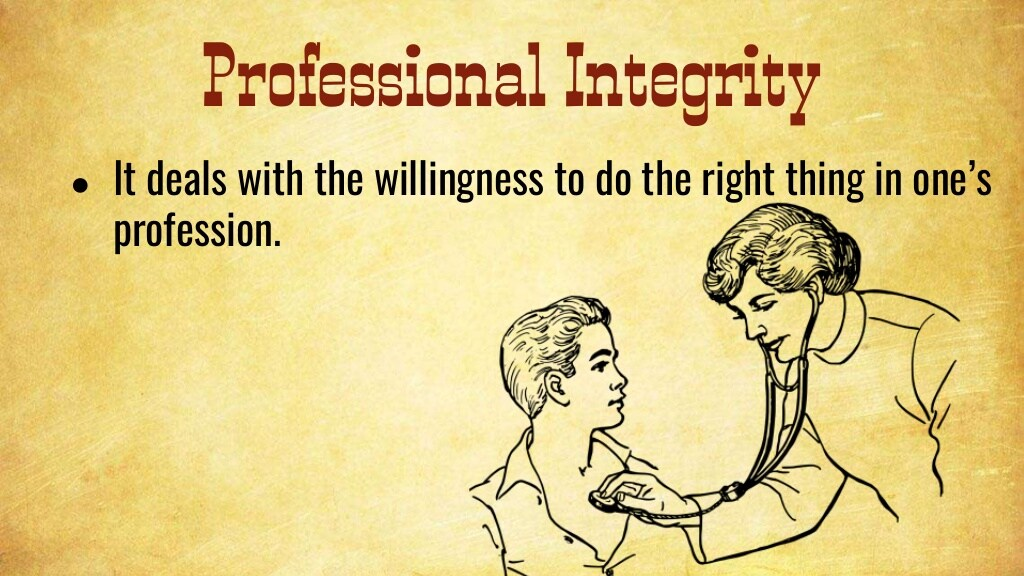 Professional Integrity
● It deals with the willingness to do the right thing in one’s
profession.